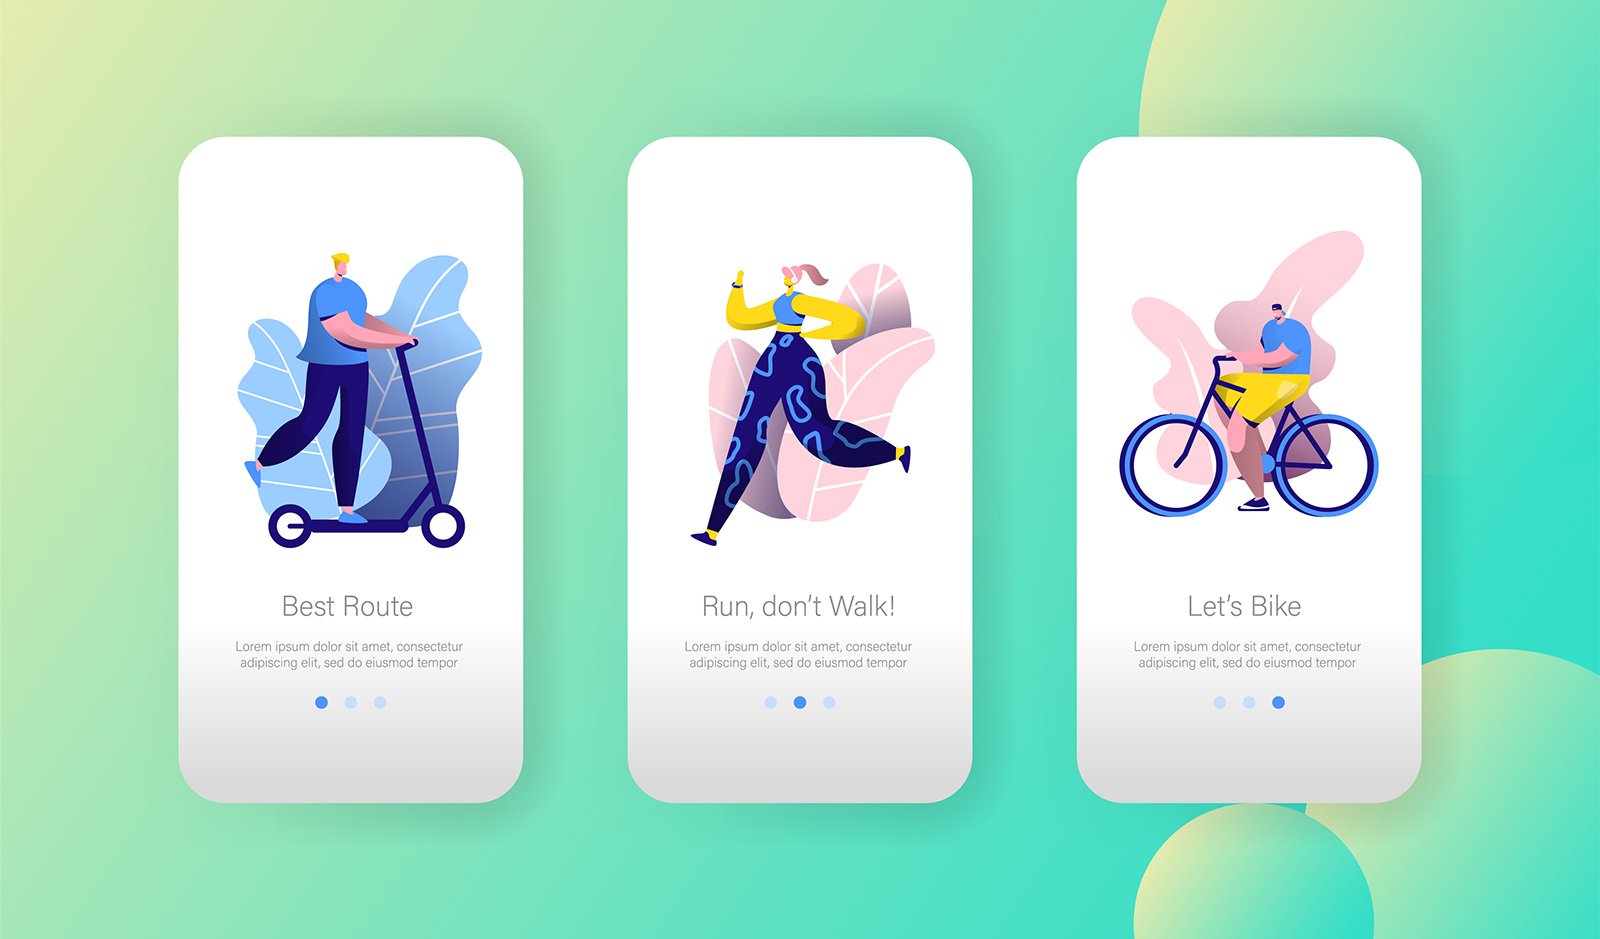 Best Route
Lorem ipsum dolor sit amet, consectetur
adipiscing elit, sed do eiusmod tempor
Run, don't Walk!
Lorem ipsum dolor sit amet, consectetur
adipiscing elit, sed do eiusmod tempor
Let's Bike
Lorem ipsum dolor sit amet, consectetur
adipiscing elit, sed do eiusmod tempor